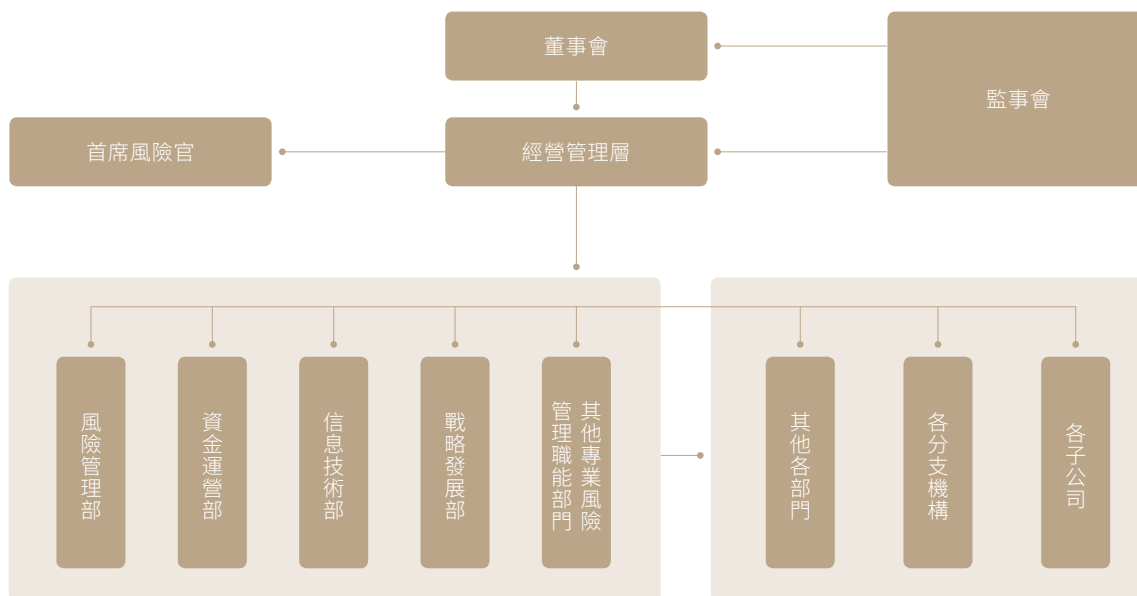 董事會
監事會
首席風險官
經營管理層
風險管理部
資金運營部
信息技術部
戰略發展部
其他專業風險
管理職能部門
其他各部門
各分支機構
各子公司